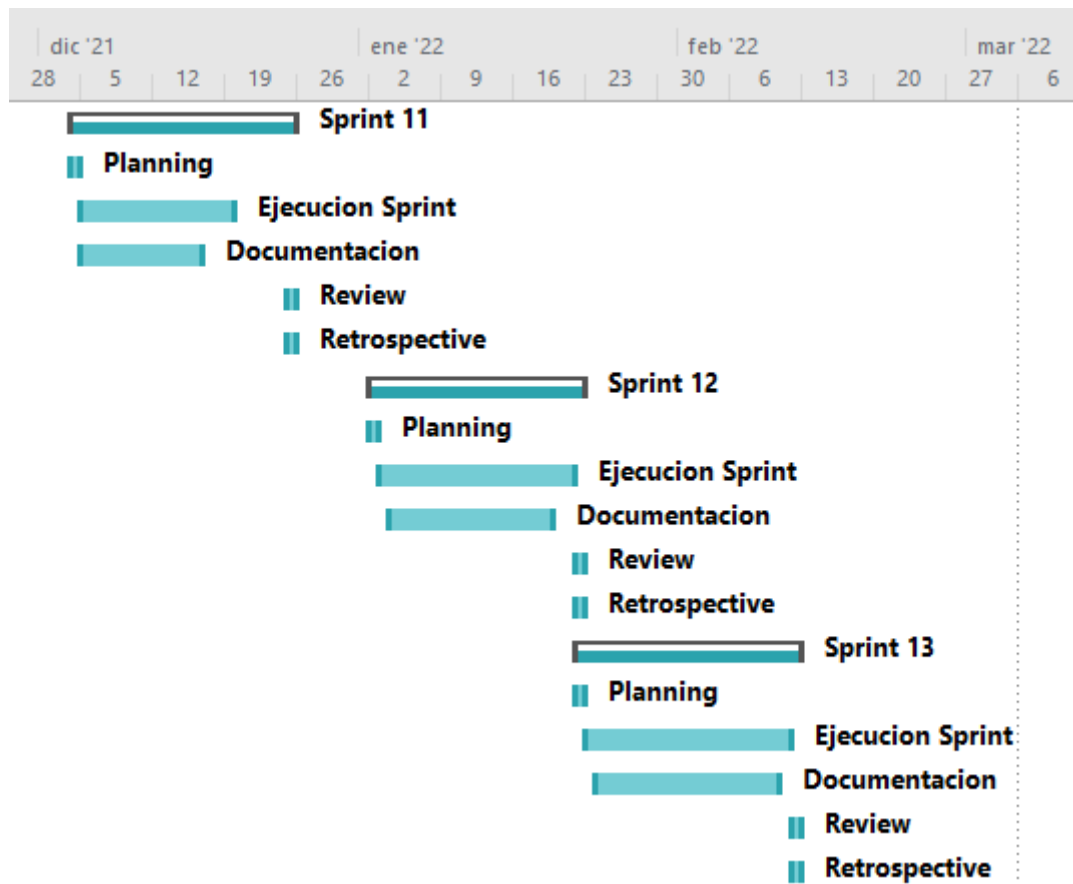 dic '21 ene '22 feb '22 mar '22
28 5 12 19 26 2 9 16 23 30 6 13 20 27 6
Sprint 11
Planning
Ejecucion Sprint
Documentacion
Review
Retrospective
Sprint 12
Planning
Ejecucion Sprint
Documentacion
Review
Retrospective
Sprint 13
Planning
Ejecucion Sprint
Documentacion
Review
Retrospective